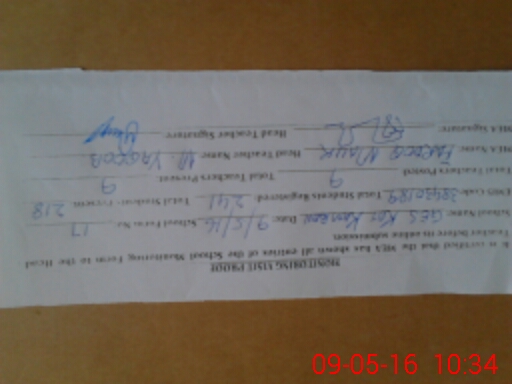 MONITORING VISIT PROOF
It is certified that the MEA has shown all entries of the School Monitoring Form to the Head
Teacher before online submission.
School Name: GES Kot Date: 9/5/16 School Form No. 17
EMIS Code: Total Students Registered: 241 Total Students Present: 218
Total Teachers Posted: 9 Total Teachers Present: 9
MEA Name: Head Teacher Name: M YAQOOB
MEA Signature: Head Teacher Signature:
09-05-16 10:34